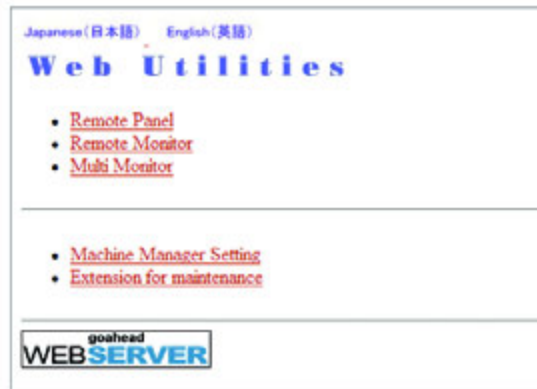 Japanese(日本語) English(英語)
Web Utilities
Remote Panel
Remote Monitor
Multi Monitor
Machine Manager Setting
Extension for maintenance
goahead
WEBSERVER